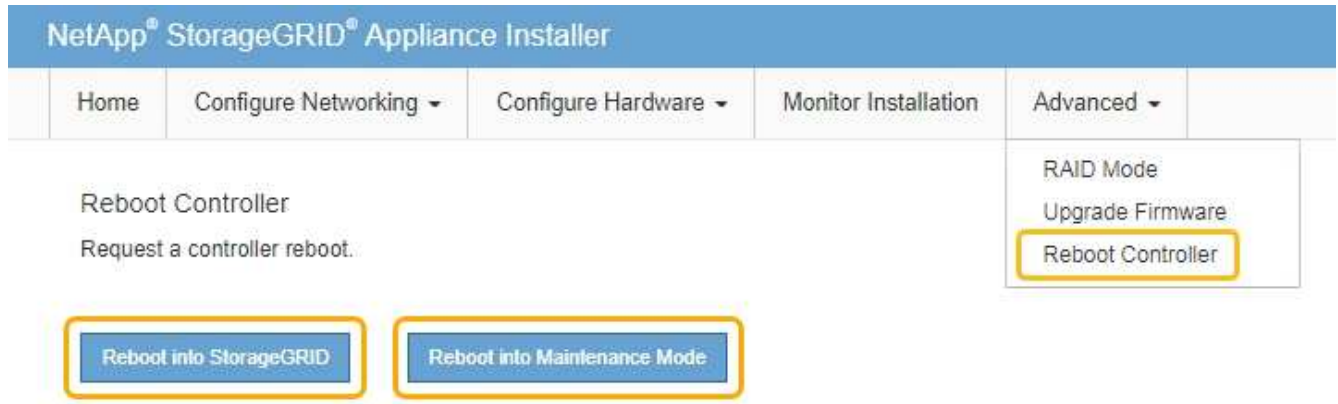 NetApp® StorageGRID® Appliance Installer
Home Configure Networking Configure Hardware Monitor Installation Advanced
RAID Mode
Upgrade Firmware
Reboot Controller
Reboot Controller
Request a controller reboot.
Reboot into StorageGRID Reboot into Maintenance Mode